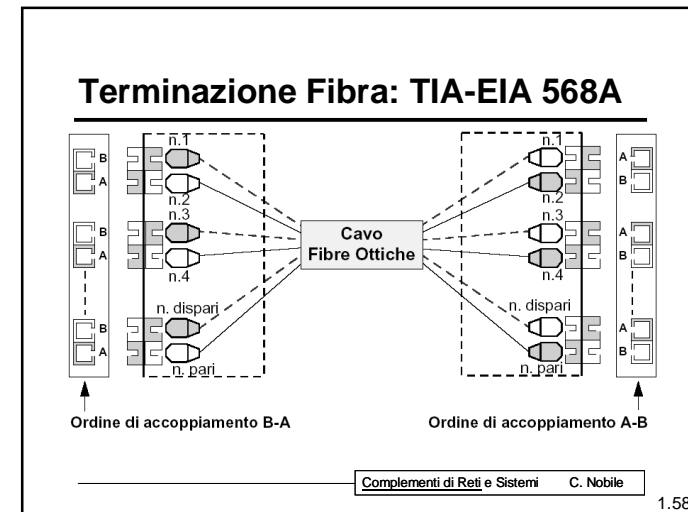 Terminazione Fibra: TIA-EIA 568A
B
A
B
A
B
A
n.1
n.2
n.3
n.4
n. dispari
n. pari
Cavo
Fibre Ottiche
n.1
n.2
n.3
n.4
n. dispari
n. pari
A
B
A
B
A
B
Ordine di accoppiamento B-A
Ordine di accoppiamento A-B
Complementi di Reti e Sistemi C. Nobile
1.58